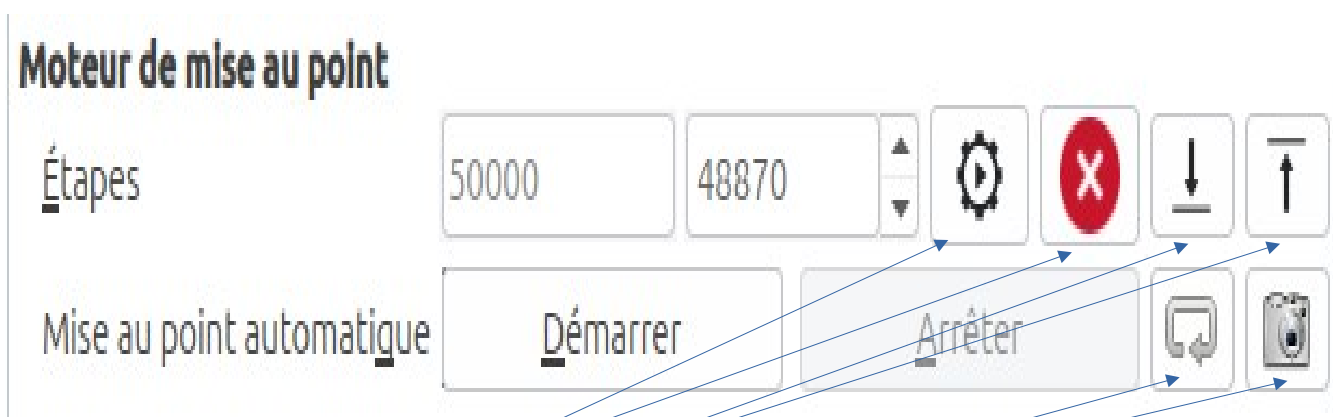 Moteur de mise au point
Étapes 50000 48870
Mise au point automatique Démarrer Arrêter